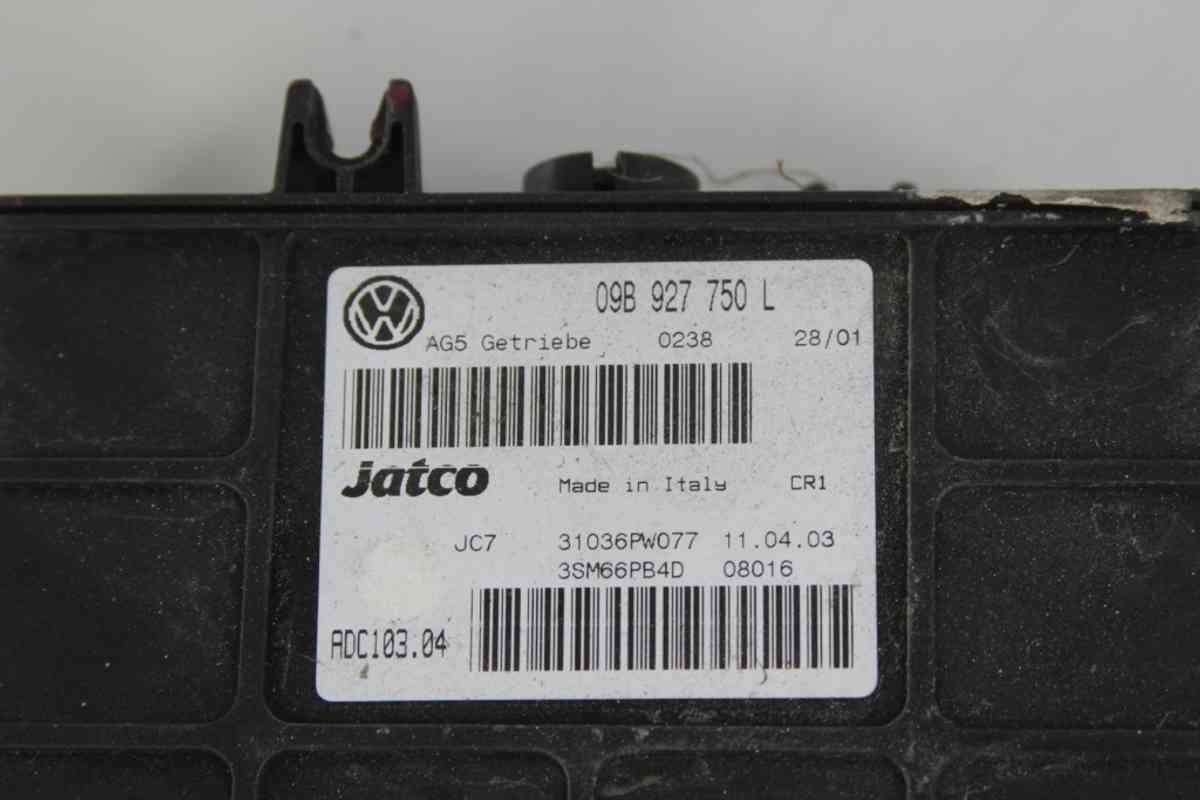 09B 927 750 L
AG5 Getriebe 0238 28/01
Jatco Made in Italy CR1
JC7 31036PW077 11.04.03
3SM66PB4D 08016
ADC103.04